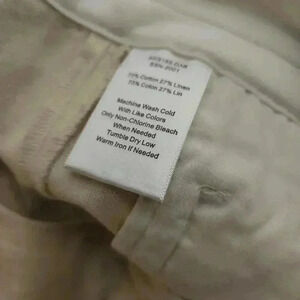 73% Cotton 27% Linen
73% Coton 27% Lin
Machine Wash Cold
With Like Colors
Only Non-Chlorine Bleach
When Needed
Tumble Dry Low
Warm Iron If Needed